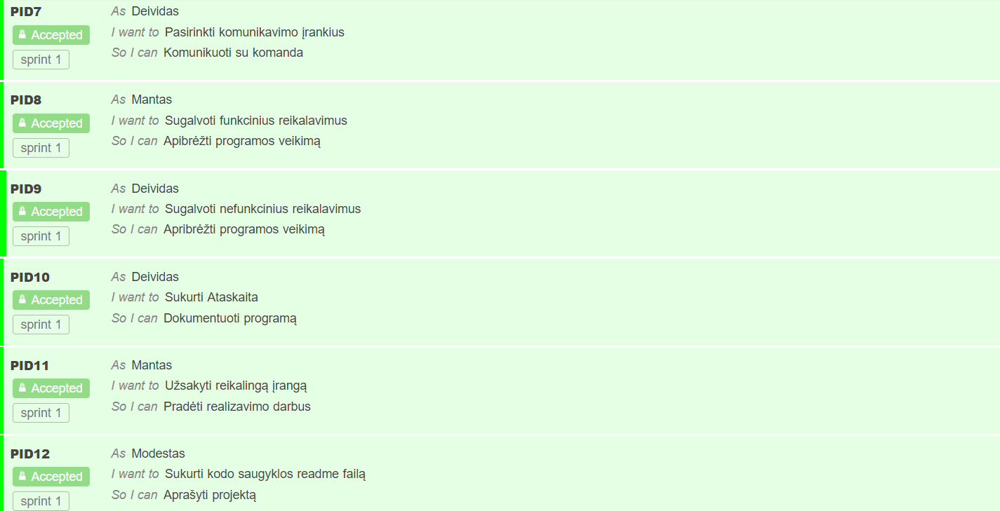 PID7
As Deividas
Accepted
I want to Pasirinkti komunikavimo įrankius
So I can Komunikuoti su komanda
sprint 1
PID8
As Mantas
Accepted
I want to Sugalvoti funkcinius reikalavimus
So I can Apibrėžti programos veikimą
sprint 1
PID9
As Deividas
Accepted
I want to Sugalvoti nefunkcinius reikalavimus
So I can Apribrėžti programos veikimą
sprint 1
PID10
As Deividas
Accepted
I want to Sukurti Ataskaita
So I can Dokumentuoti programą
sprint 1
PID11
As Mantas
Accepted
I want to Užsakyti reikalingą įrangą
So I can Pradėti realizavimo darbus
sprint 1
PID12
As Modestas
Accepted
I want to Sukurti kodo saugyklos readme failą
So I can Aprašyti projektą
sprint 1